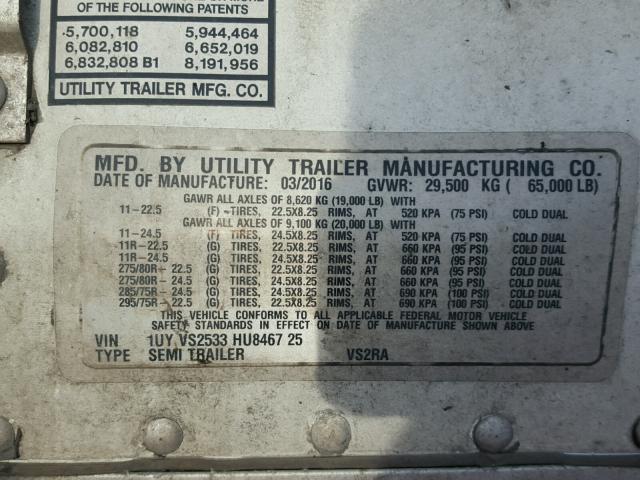 OF THE FOLLOWING PATENTS
5,700,118 5,944,464
6,082,810 6,652,019
6,832,808 B1 8,191,956
UTILITY TRAILER MFG. CO.
MFD. BY UTILITY TRAILER MANUFACTURING CO.
DATE OF MANUFACTURE: 03/2016 GVWR: 29,500 KG ( 65,000 LB)
GAWR ALL AXLES OF 8,620 KG (19,000 LB) WITH
11-22.5 (F) -TIRES, 22.5X8.25 RIMS, AT 520 KPA (75 PSI) COLD DUAL
GAWR ALL AXLES OF 9,100 KG (20,000 LB) WITH
11-24.5 (F) TIRES, 24.5X8.25 RIMS, AT 520 KPA (75 PSI) COLD DUAL
11R-22.5 (G) TIRES, 22.5X8.25 RIMS, AT 660 KPA (95 PSI) COLD DUAL
11R-24.5 (G) TIRES, 24.5X8.25 RIMS, AT 660 KPA (95 PSI) COLD DUAL
275/80R- 22.5 (G) TIRES, 22.5X8.25 RIMS, AT 660 KPA (95 PSI) COLD DUAL
275/80R- 24.5 (G) TIRES, 24.5X8.25 RIMS, AT 660 KPA (95 PSI) COLD DUAL
285/75R- 24.5 (G) TIRES, 24.5X8.25 RIMS, AT 690 KPA (100 PSI) COLD DUAL
295/75R-22.5 (G) TIRES, 22.5X8.25 RIMS, AT 690 KPA (100 PSI) COLD DUAL
THIS VEHICLE CONFORMS TO ALL APPLICABLE FEDERAL MOTOR VEHICLE
SAFETY STANDARDS IN EFFECT ON DATE OF MANUFACTURE SHOWN ABOVE
VIN 1UY VS2533 HU8467 25
TYPE SEMI TRAILER VS2RA